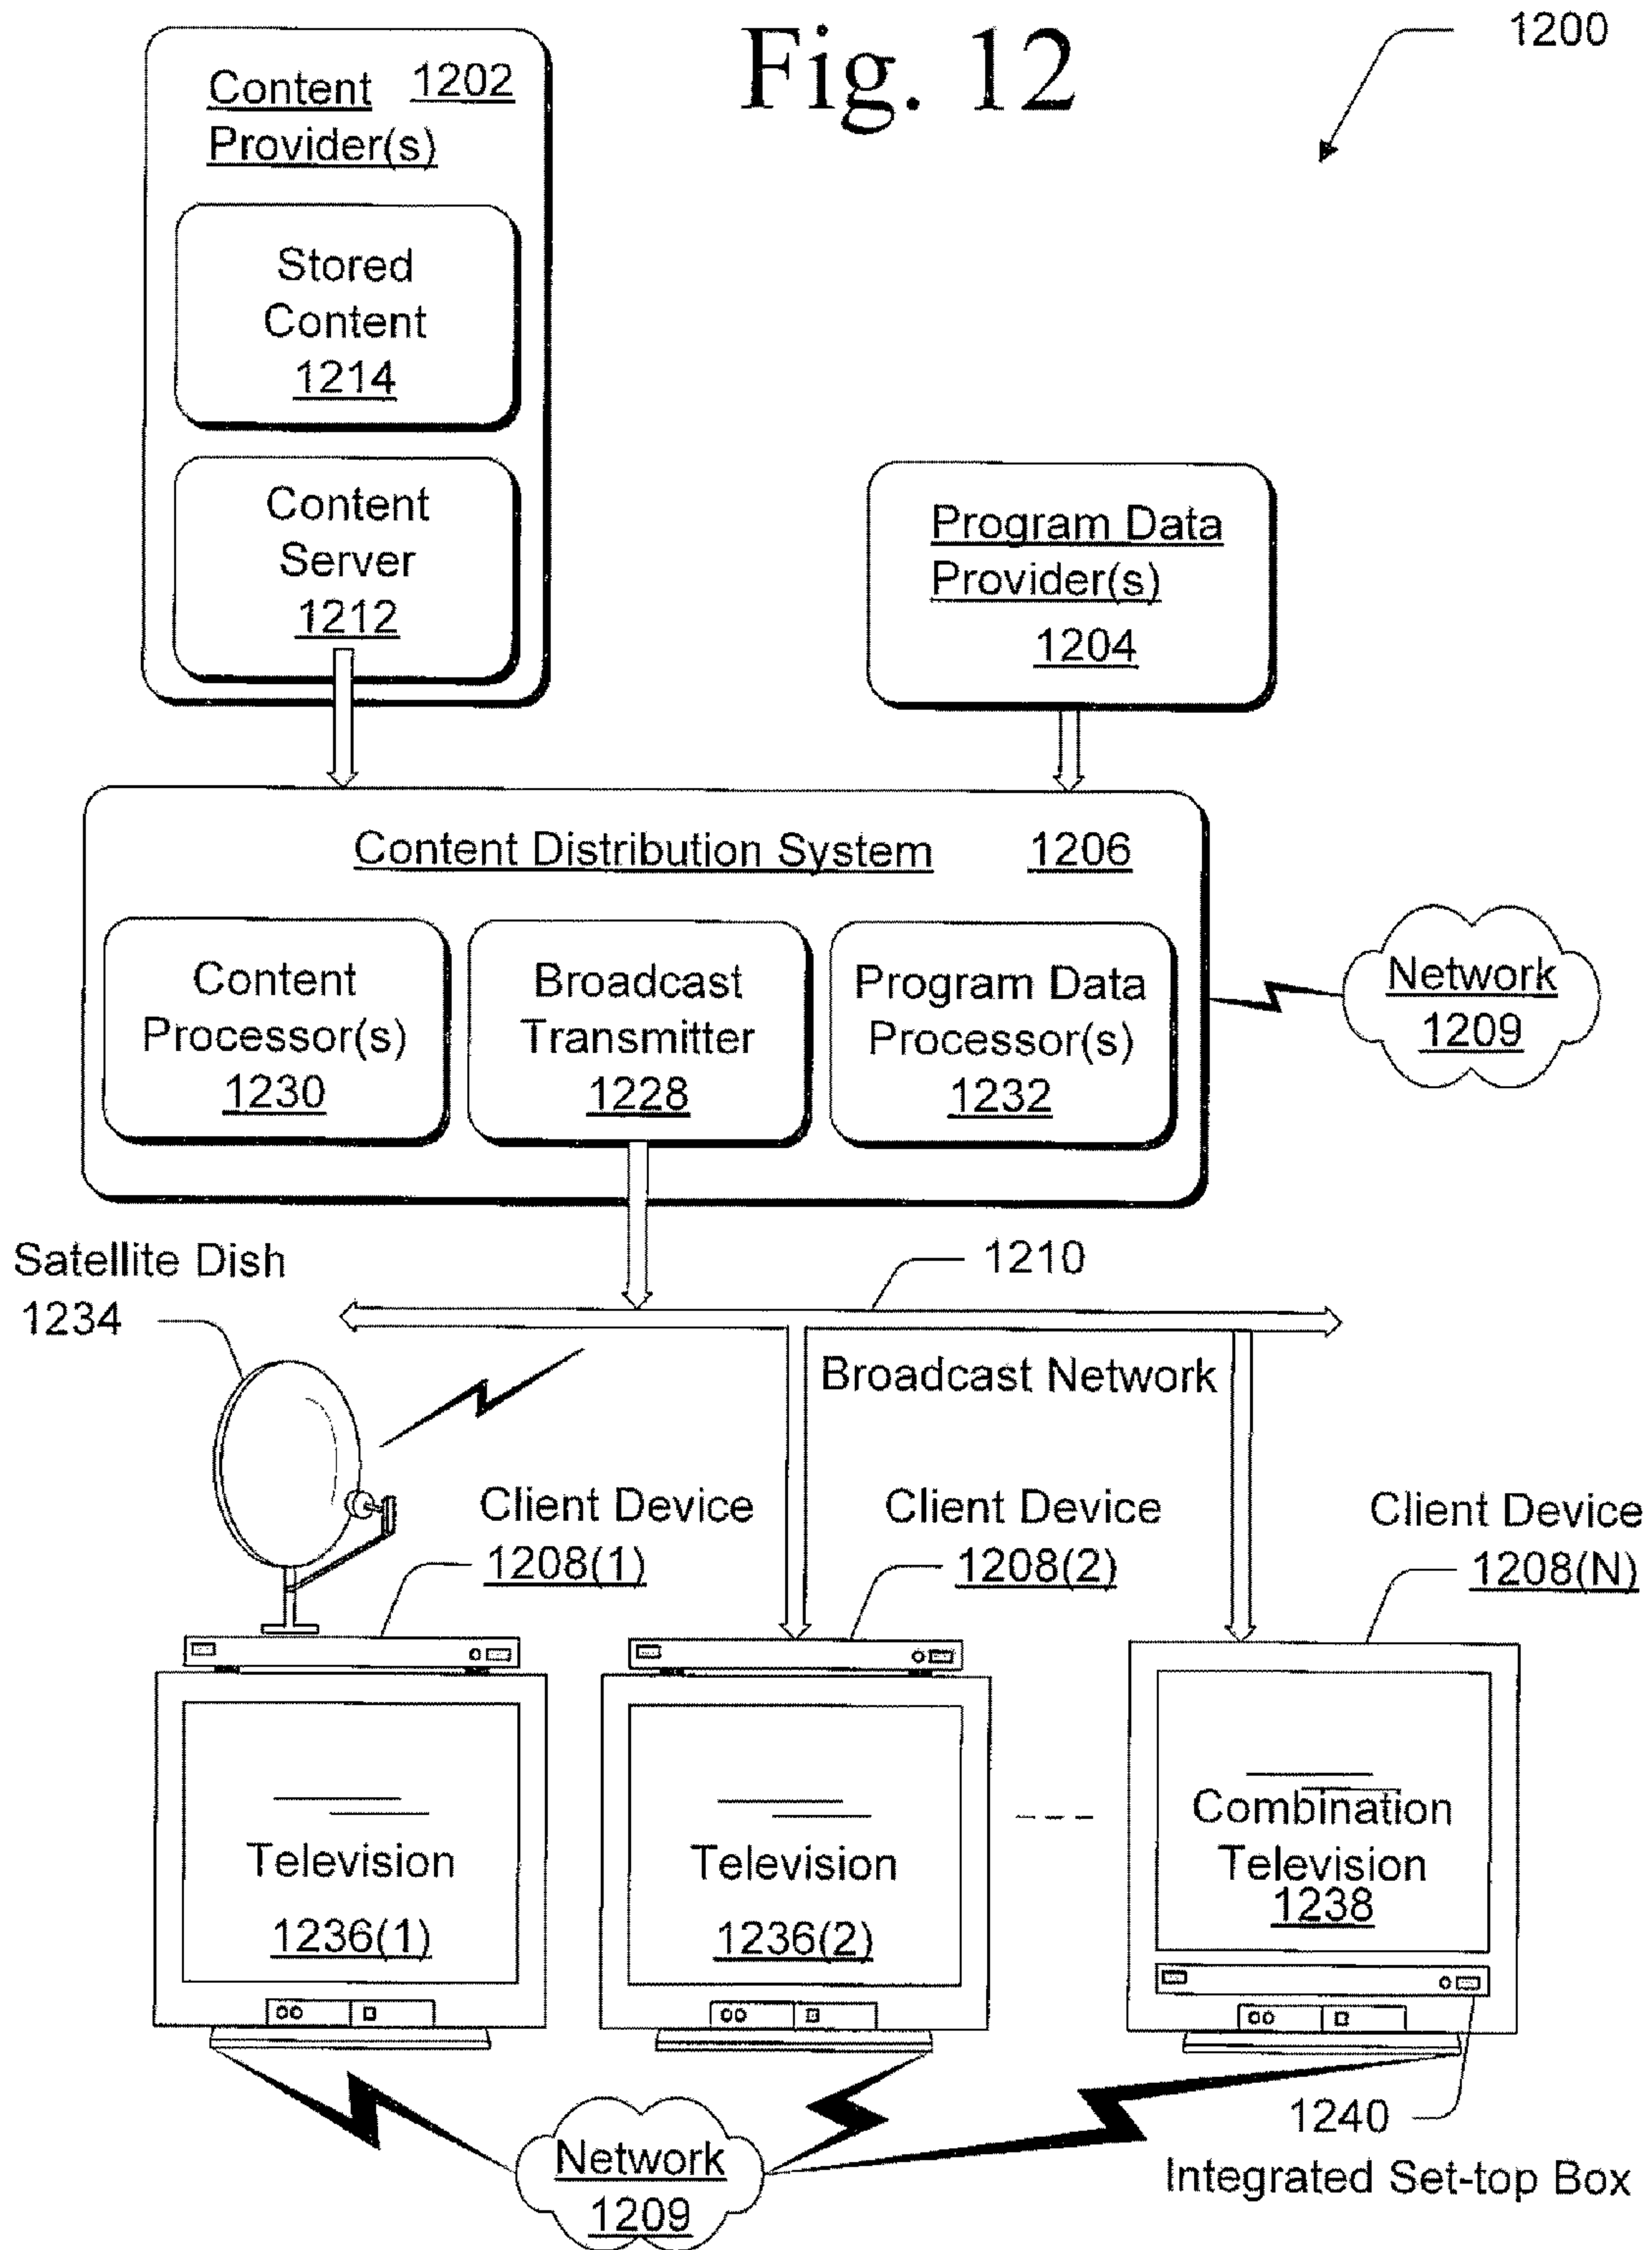 Fig. 12
1200
Content 1202
Provider(s)
Stored
Content
1214
Content
Server
1212
Program Data
Provider(s)
1204
Content Distribution System 1206
Content
Processor(s)
1230
Broadcast
Transmitter
1228
Program Data
Processor(s)
1232
Network
1209
Satellite Dish
1234
1210
Broadcast Network
Client Device
1208(1)
Client Device
1208(2)
Client Device
1208(N)
Television
1236(1)
Television
1236(2)
Combination
Television
1238
1240
Integrated Set-top Box
Network
1209